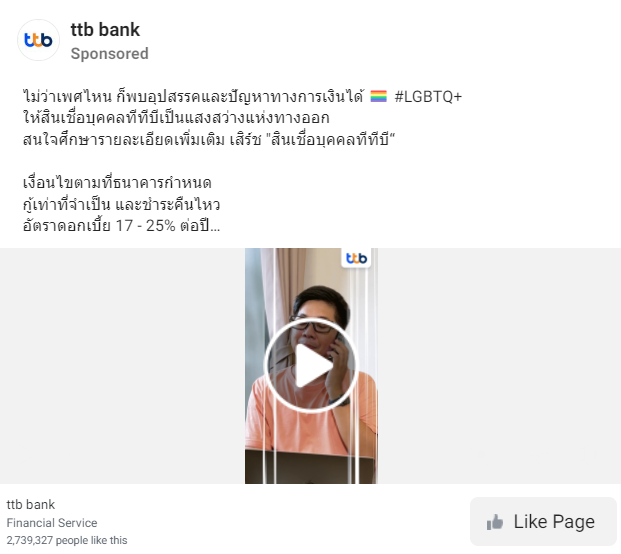 ttb
ttb bank
Sponsored
ไม่ว่าเพศไหน ก็พบอุปสรรคและปัญหาทางการเงินได้ 🏳️‍🌈 #LGBTQ+
ให้สินเชื่อบุคคลทีทีบีเป็นแสงสว่างแห่งทางออก
สนใจศึกษารายละเอียดเพิ่มเติม เสิร์ช "สินเชื่อบุคคลทีทีบี“
เงื่อนไขตามที่ธนาคารกำหนด
กู้เท่าที่จำเป็น และชำระคืนไหว
อัตราดอกเบี้ย 17 - 25% ต่อปี...
ttb
ttb bank
Financial Service
2,739,327 people like this
Like Page